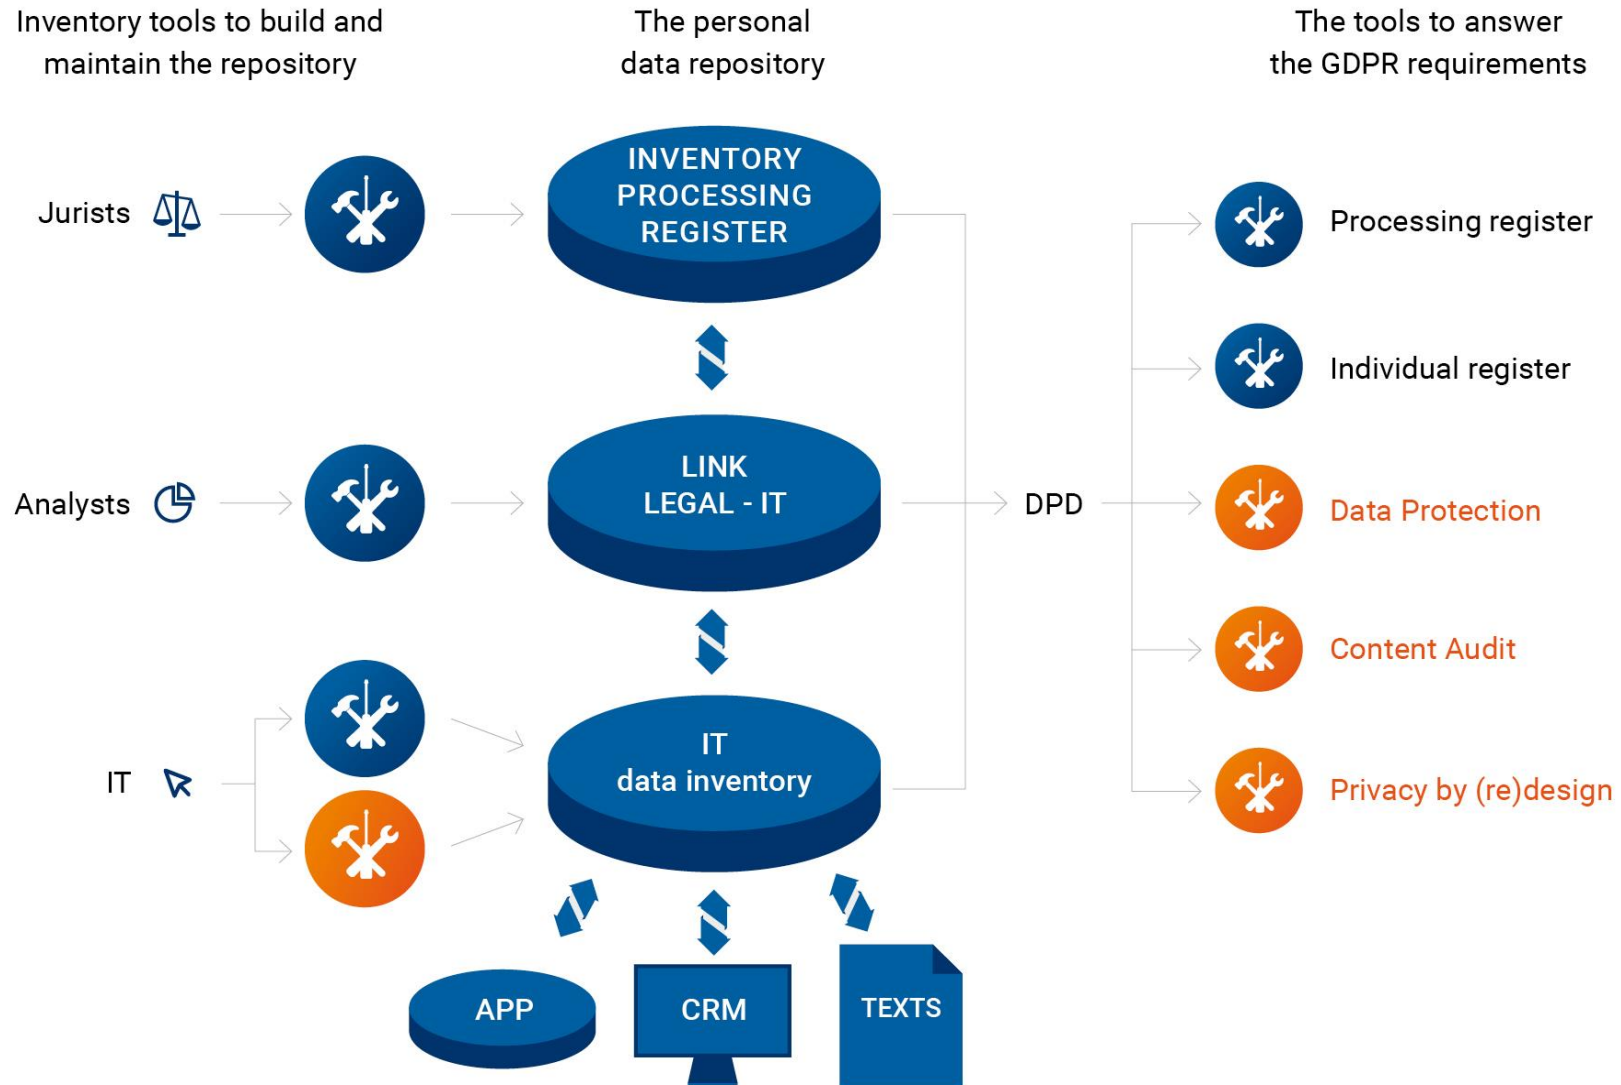 Inventory tools to build and
maintain the repository
The personal
data repository
The tools to answer
the GDPR requirements
Jurists
INVENTORY
PROCESSING
REGISTER
Processing register
Individual register
Analysts
LINK
LEGAL - IT
DPD
Data Protection
Content Audit
IT
IT
data inventory
Privacy by (re)design
APP
CRM
TEXTS